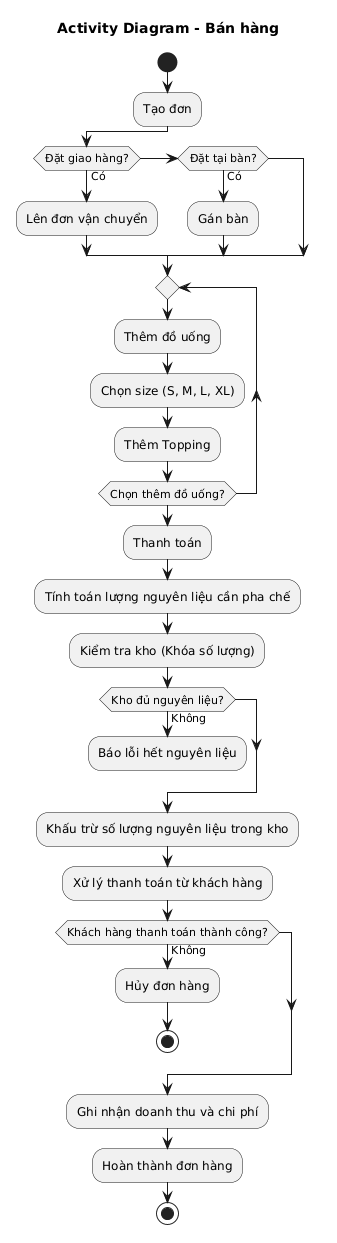 Activity Diagram - Bán hàng
Tạo đơn
Đặt giao hàng?
Đặt tại bàn?
Có
Có
Lên đơn vận chuyển
Gán bàn
Thêm đồ uống
Chọn size (S, M, L, XL)
Thêm Topping
Chọn thêm đồ uống?
Thanh toán
Tính toán lượng nguyên liệu cần pha chế
Kiểm tra kho (Khóa số lượng)
Kho đủ nguyên liệu?
Không
Báo lỗi hết nguyên liệu
Khấu trừ số lượng nguyên liệu trong kho
Xử lý thanh toán từ khách hàng
Khách hàng thanh toán thành công?
Không
Hủy đơn hàng
Ghi nhận doanh thu và chi phí
Hoàn thành đơn hàng